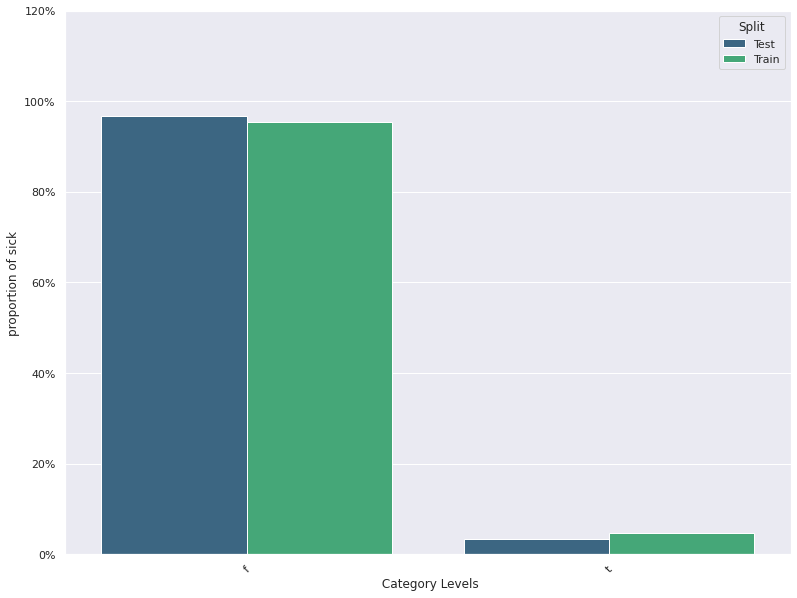 120%
100%
80%
60%
40%
20%
0%
proportion of sick
Split
Test
Train
f
t
Category Levels